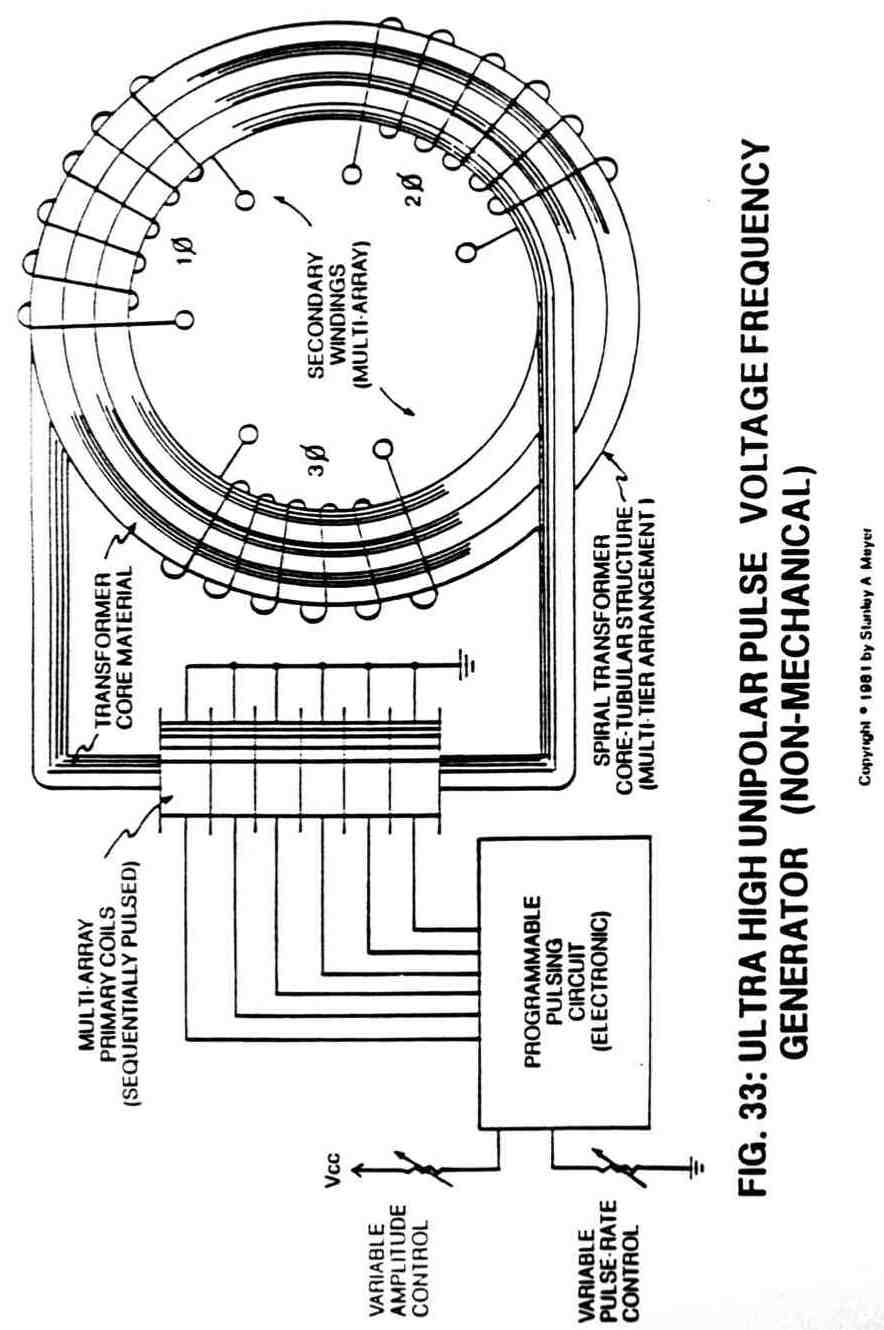 TRANSFORMER
CORE MATERIAL
MULTI-ARRAY
PRIMARY COILS
(SEQUENTIALLY PULSED)
1Ø
2Ø
3Ø
SECONDARY
WINDINGS
(MULTI-ARRAY)
SPIRAL TRANSFORMER
CORE-TUBULAR STRUCTURE
(MULTI-TIER ARRANGEMENT)
PROGRAMMABLE
PULSING
CIRCUIT
(ELECTRONIC)
Vcc
VARIABLE
AMPLITUDE
CONTROL
VARIABLE
PULSE-RATE
CONTROL
FIG. 33: ULTRA HIGH UNIPOLAR PULSE VOLTAGE FREQUENCY
GENERATOR (NON-MECHANICAL)
Copyright © 1981 by Stanley A Meyer